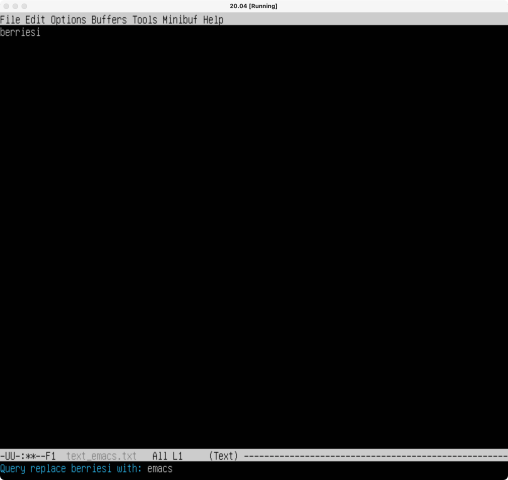 20.04 [Running]
File Edit Options Buffers Tools Minibuf Help
berriesi
-UU-:**--F1  text_emacs.txt   All L1     (Text) ----------------------------------------------------
Query replace berriesi with: emacs